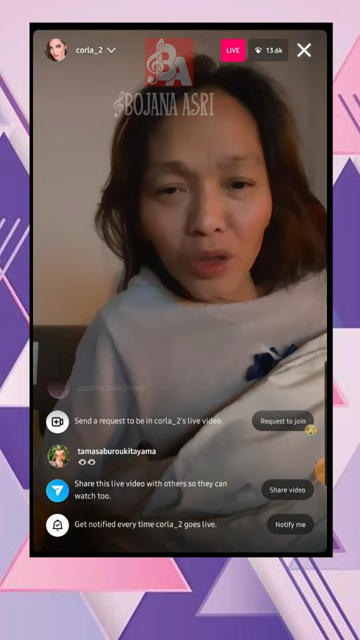 corla_2
LIVE
13.6k
BA
BOJANA ASRI
Send a request to be in corla_2's live video.
Request to join
tamasaburoukitayama
Share this live video with others so they can
watch too.
Share video
Get notified every time corla_2 goes live.
Notify me